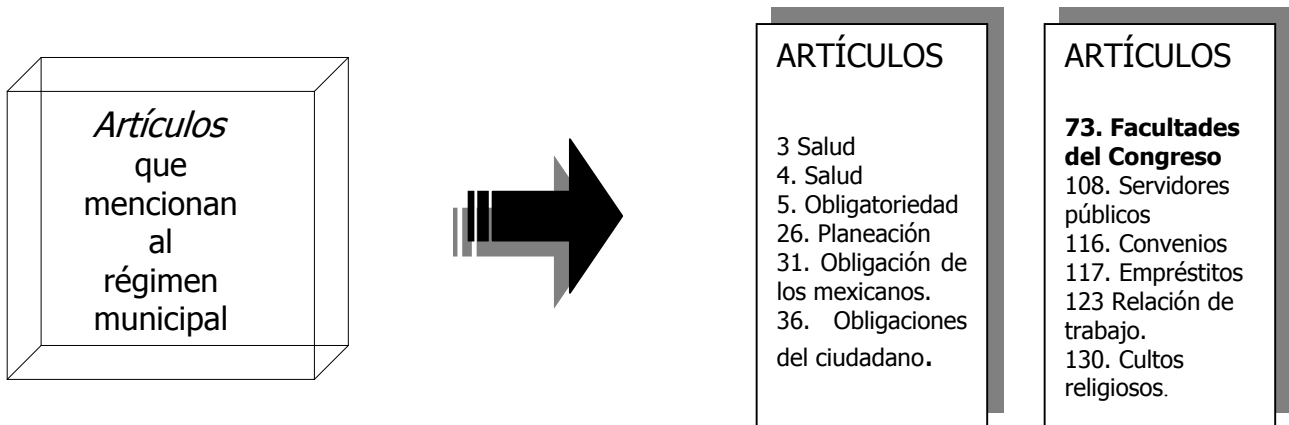 Artículos
que
mencionan
al
régimen
municipal
ARTÍCULOS
3 Salud
4. Salud
5. Obligatoriedad
26. Planeación
31. Obligación de
los mexicanos.
36. Obligaciones
del ciudadano.
ARTÍCULOS
73. Facultades
del Congreso
108. Servidores
públicos
116. Convenios
117. Empréstitos
123 Relación de
trabajo.
130. Cultos
religiosos.